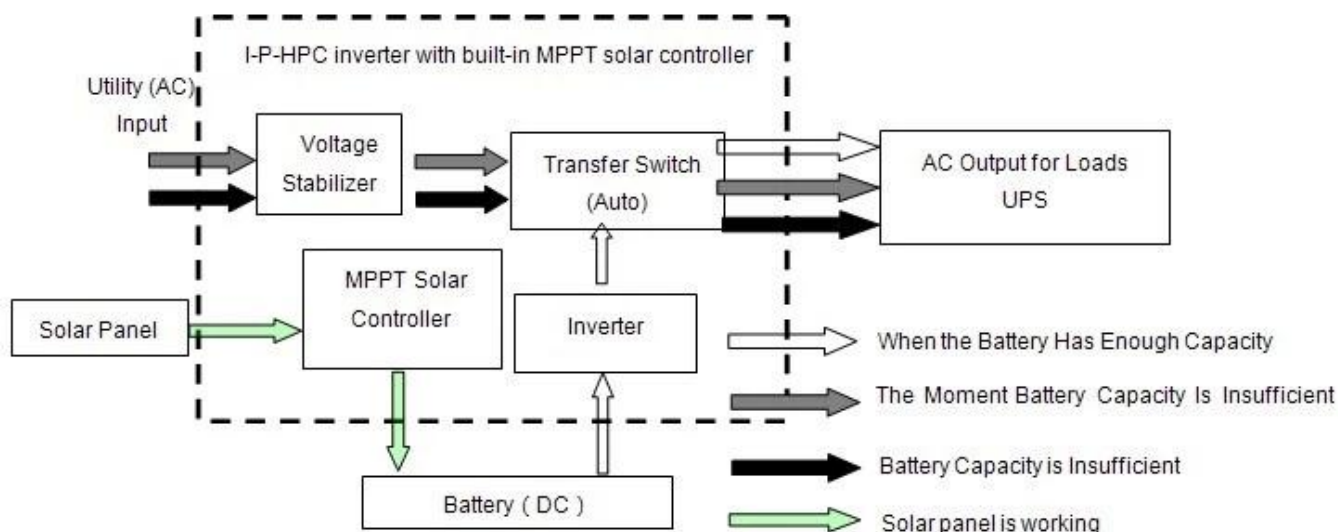 I-P-HPC inverter with built-in MPPT solar controller
Utility (AC)
Input
Voltage
Stabilizer
Transfer Switch
(Auto)
AC Output for Loads
UPS
MPPT Solar
Controller
Solar Panel
Inverter
When the Battery Has Enough Capacity
The Moment Battery Capacity Is Insufficient
Battery Capacity is Insufficient
Battery ( DC )
Solar panel is working